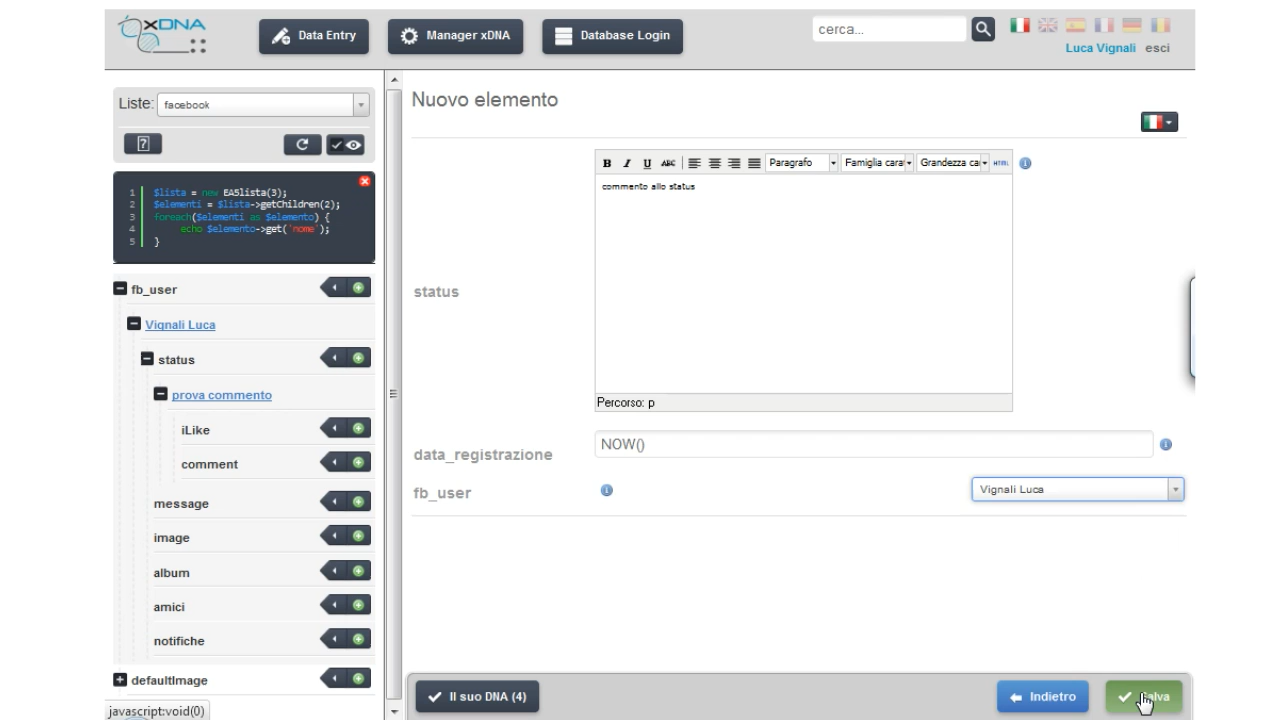 xDNA
Data Entry
Manager xDNA
Database Login
cerca...
Luca Vignali esci
Liste: facebook
1 $lista = new EASlista(3);
2 $elementi = $lista->getChildren(2);
3 foreach($elementi as $elemento) {
4 echo $elemento->get('nome');
5 }
fb_user
Vignali Luca
status
prova commento
iLike
comment
message
image
album
amici
notifiche
defaultImage
javascript:void(0)
Nuovo elemento
B I U ABC Paragrafo Famiglia carat Grandezza cai HTML
commento allo status
Percorso: p
status
data_registrazione NOW()
fb_user Vignali Luca
Il suo DNA (4)
Indietro